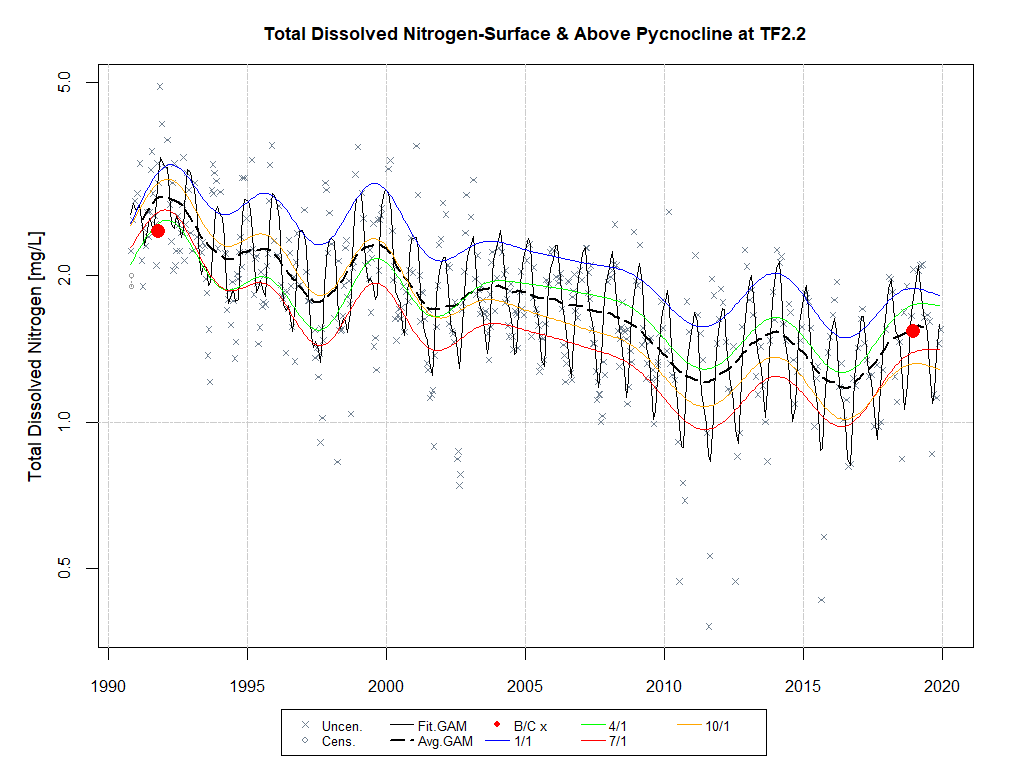 Total Dissolved Nitrogen-Surface & Above Pycnocline at TF2.2
Total Dissolved Nitrogen [mg/L]
5.0
2.0
1.0
0.5
1990 1995 2000 2005 2010 2015 2020
Uncen. Fit.GAM B/C x 4/1 10/1
Cens. Avg.GAM 1/1 7/1